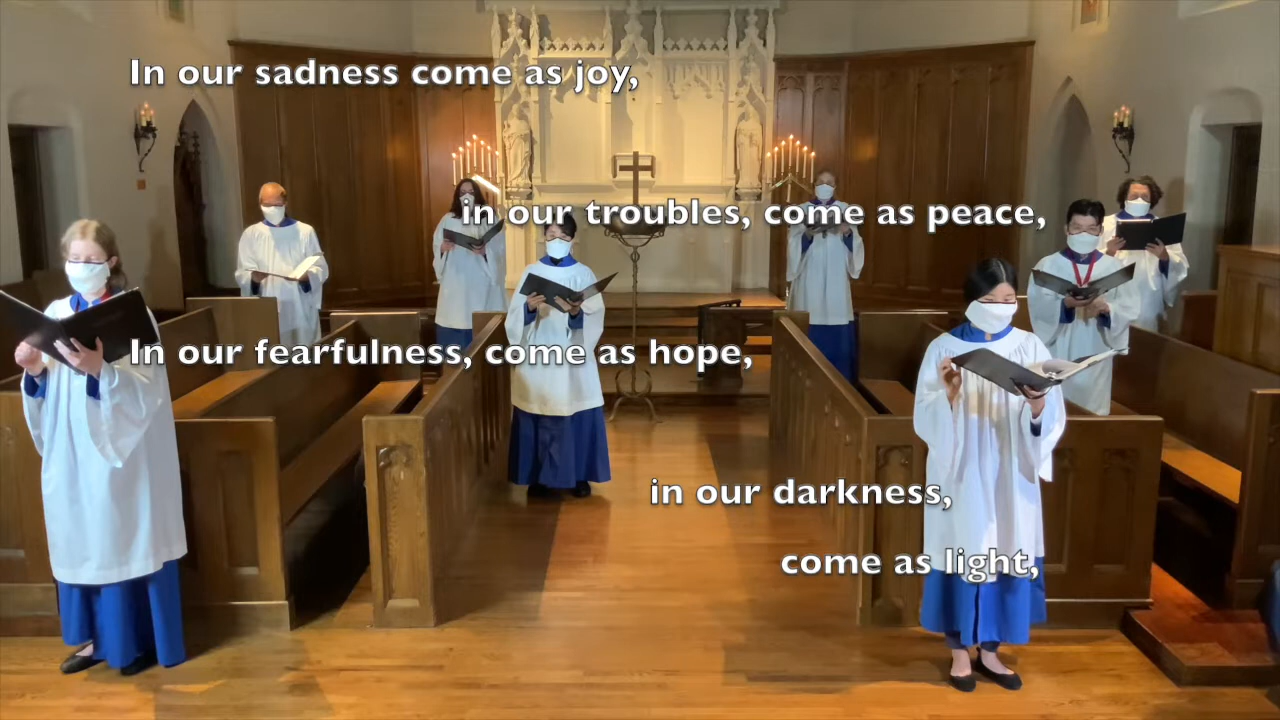 In our sadness come as joy,
in our troubles, come as peace,
In our fearfulness, come as hope,
in our darkness,
come as light,